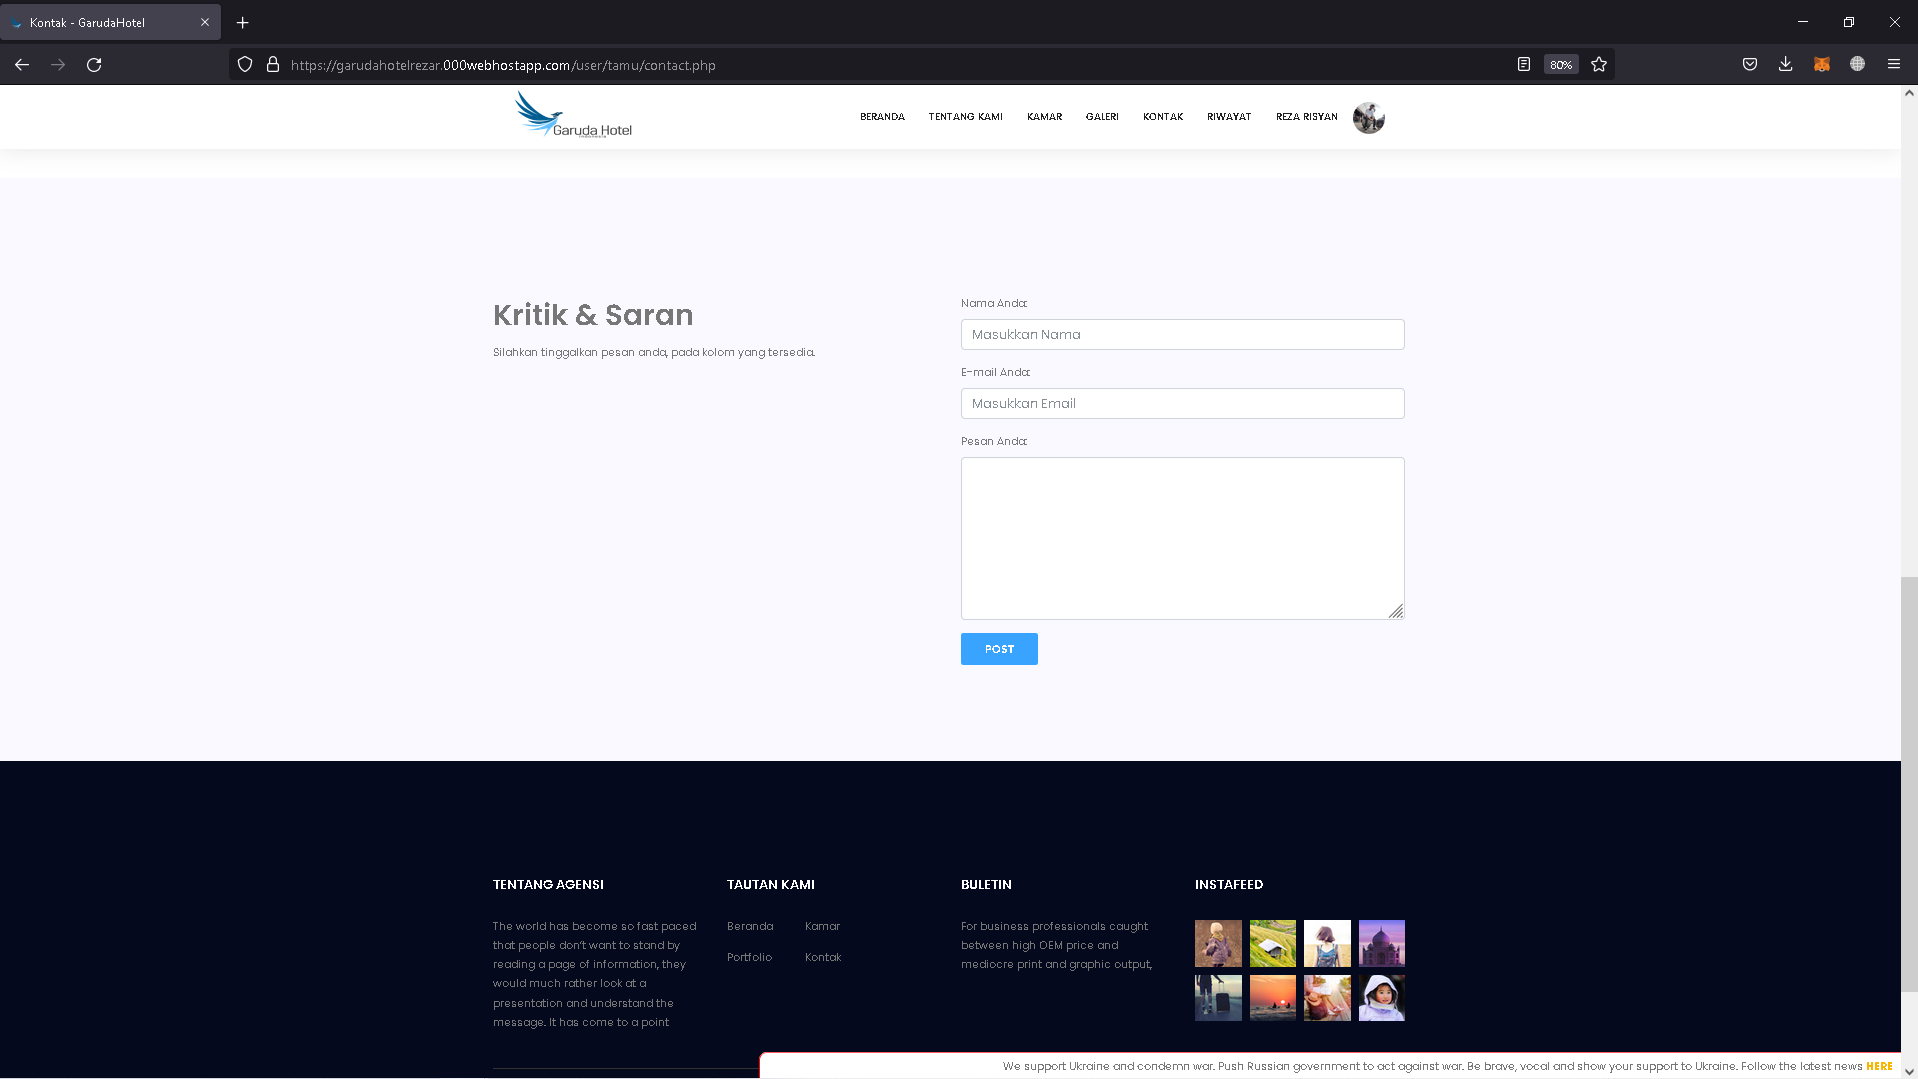 Kontak - GarudaHotel
https://garudahotelrezar.000webhostapp.com/user/tamu/contact.php
80%
Garuda Hotel
BERANDA
TENTANG KAMI
KAMAR
GALERI
KONTAK
RIWAYAT
REZA RISYAN
Kritik & Saran
Silahkan tinggalkan pesan anda, pada kolom yang tersedia.
Nama Anda:
Masukkan Nama
E-mail Anda:
Masukkan Email
Pesan Anda:
POST
TENTANG AGENSI
The world has become so fast paced
that people don't want to stand by
reading a page of information, they
would much rather look at a
presentation and understand the
message. It has come to a point
TAUTAN KAMI
Beranda
Kamar
Portfolio
Kontak
BULETIN
For business professionals caught
between high OEM price and
mediocre print and graphic output,
INSTAFEED
We support Ukraine and condemn war. Push Russian government to act against war. Be brave, vocal and show your support to Ukraine. Follow the latest news HERE